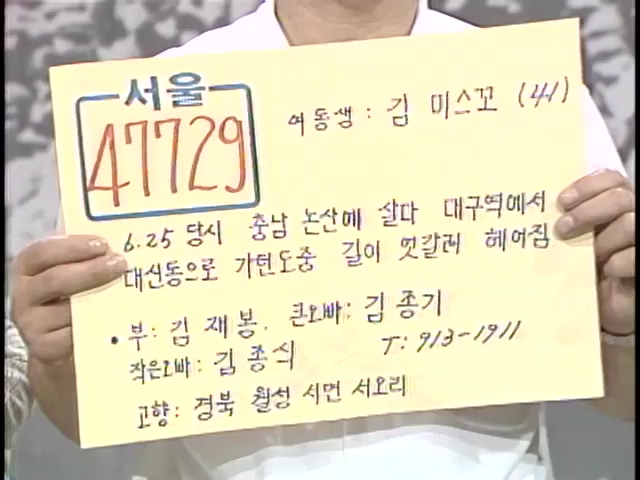 서울
47729
여동생 : 김 미스꼬 (41)
6.25 당시 충남 논산에 살다 대구역에서
대신동으로 가던도중 길이 엇갈려 헤어짐
• 부: 김 재봉. 큰오빠: 김 종기
작은오빠: 김 종식 T: 913-1911
고향: 경북 월성 서면 서오리